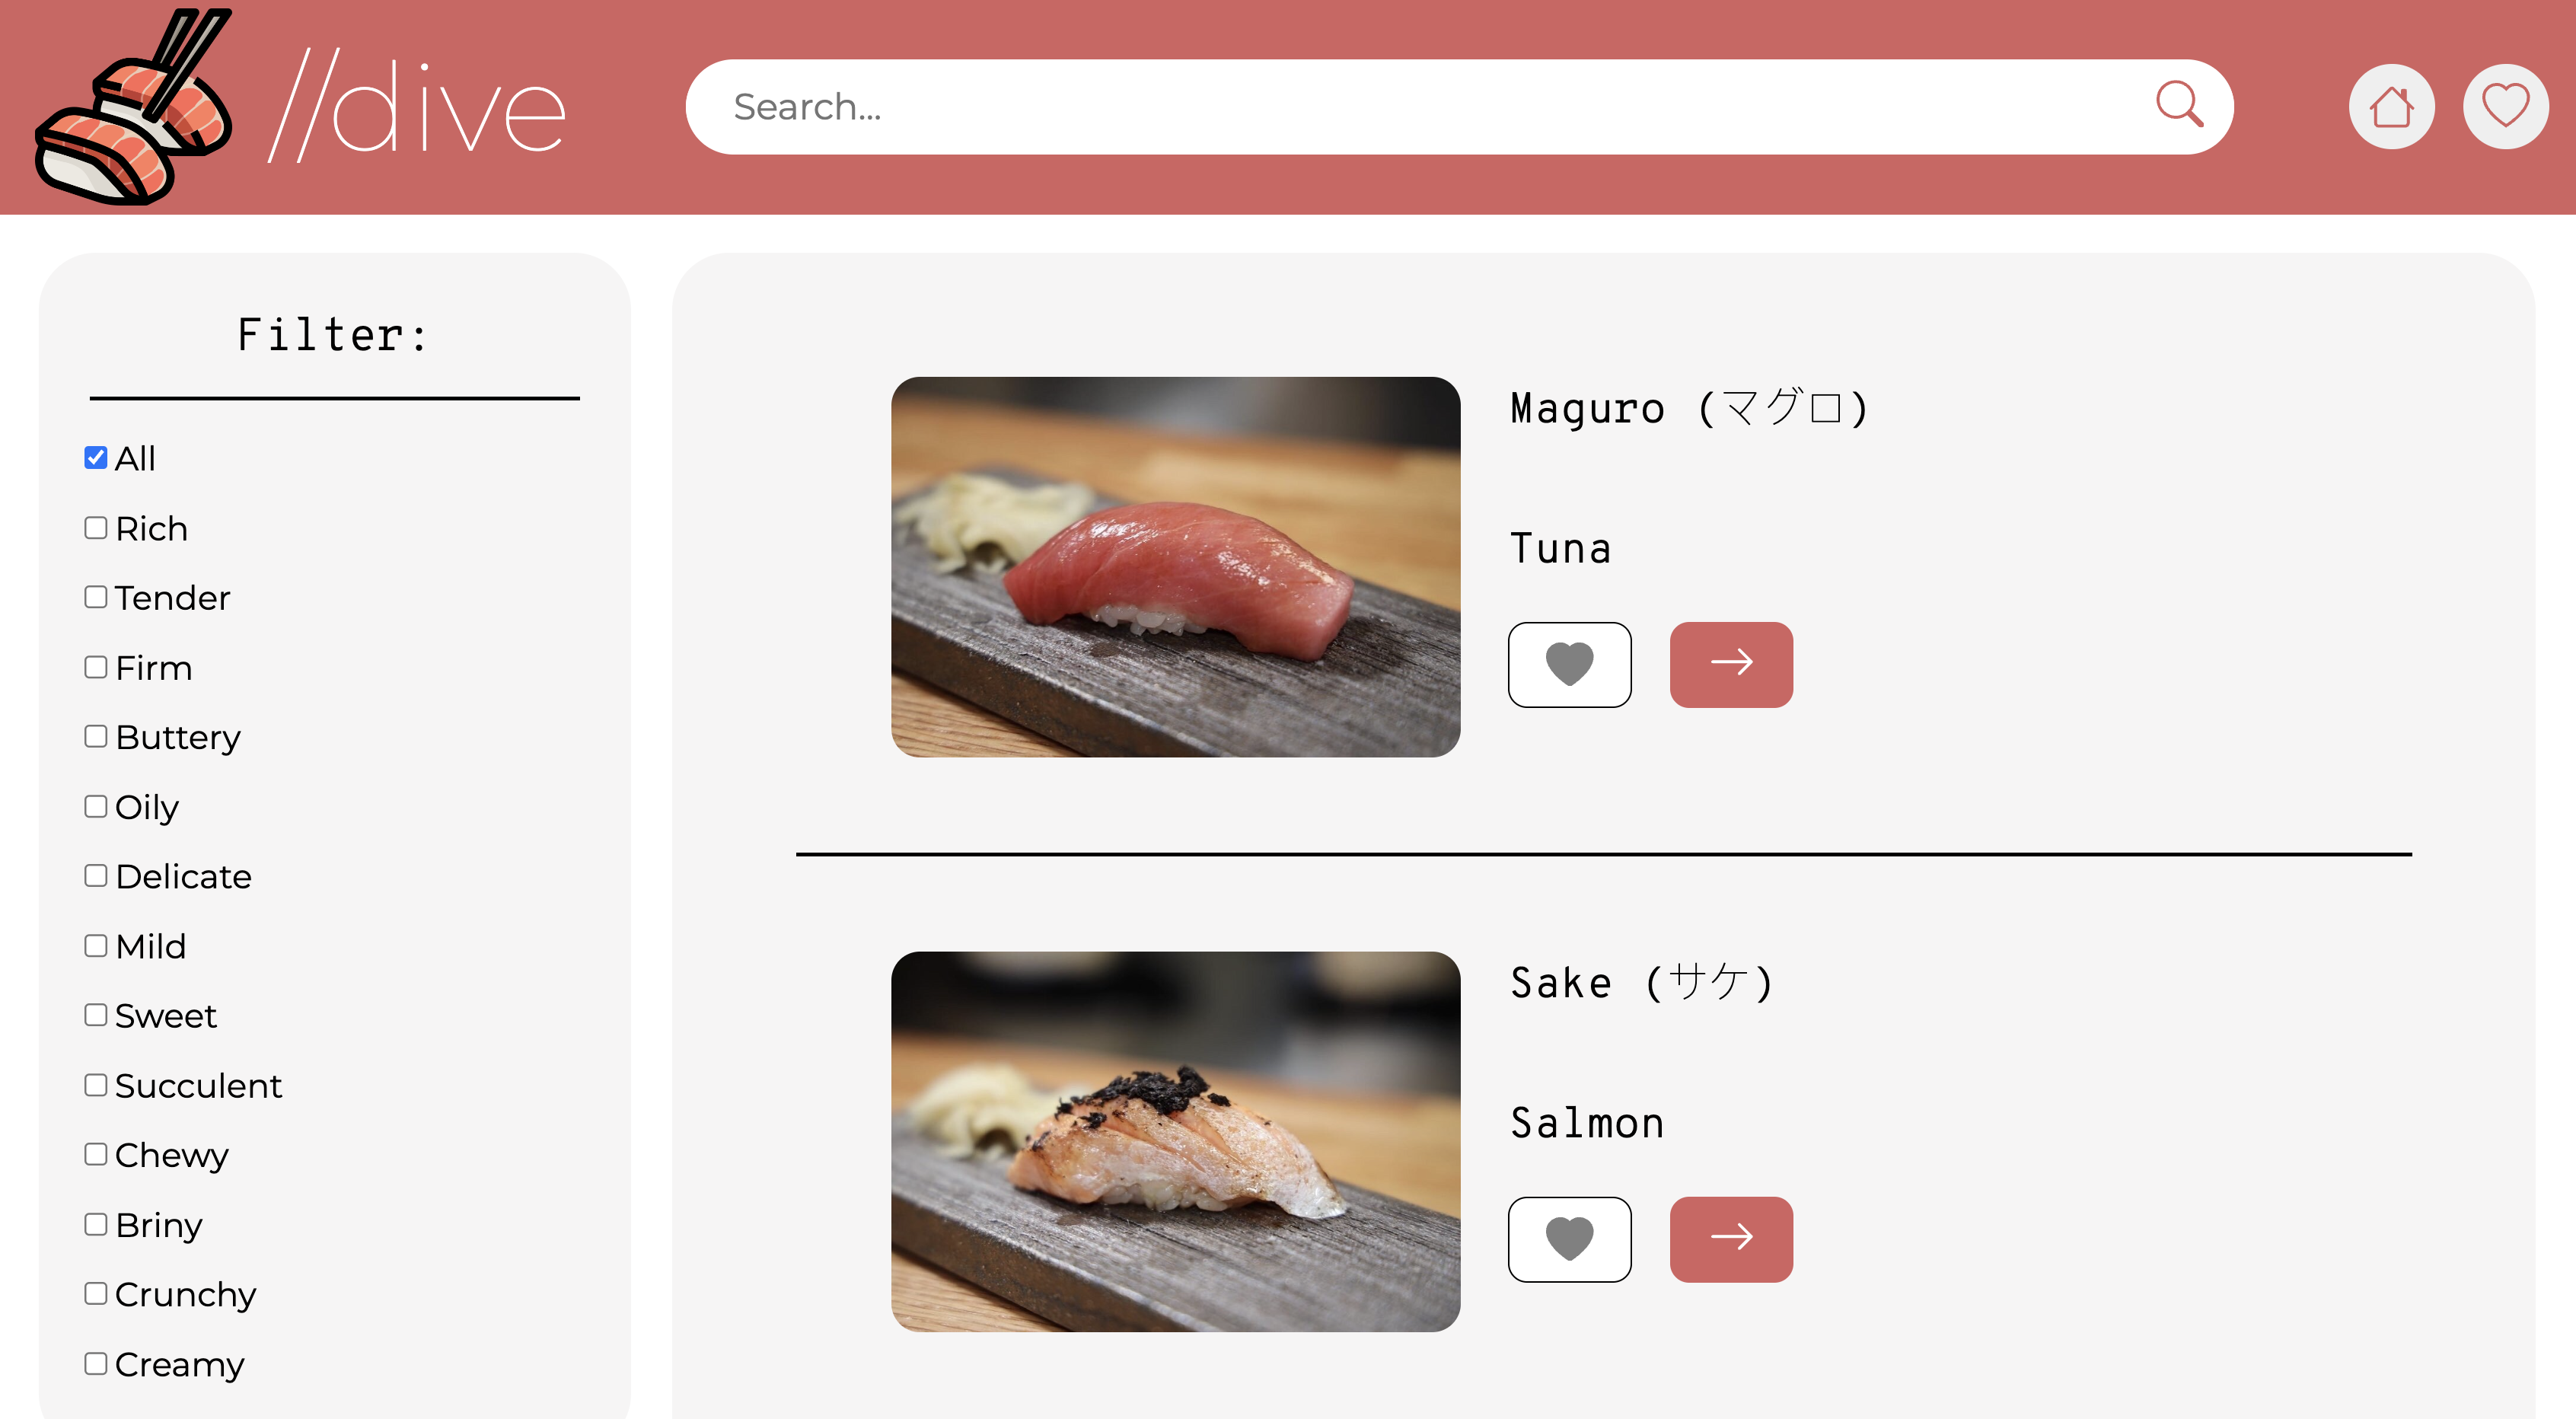 //dive
Search...
Filter:
All
Rich
Tender
Firm
Buttery
Oily
Delicate
Mild
Sweet
Succulent
Chewy
Briny
Crunchy
Creamy
Maguro (マグロ)
Tuna
Sake (サケ)
Salmon